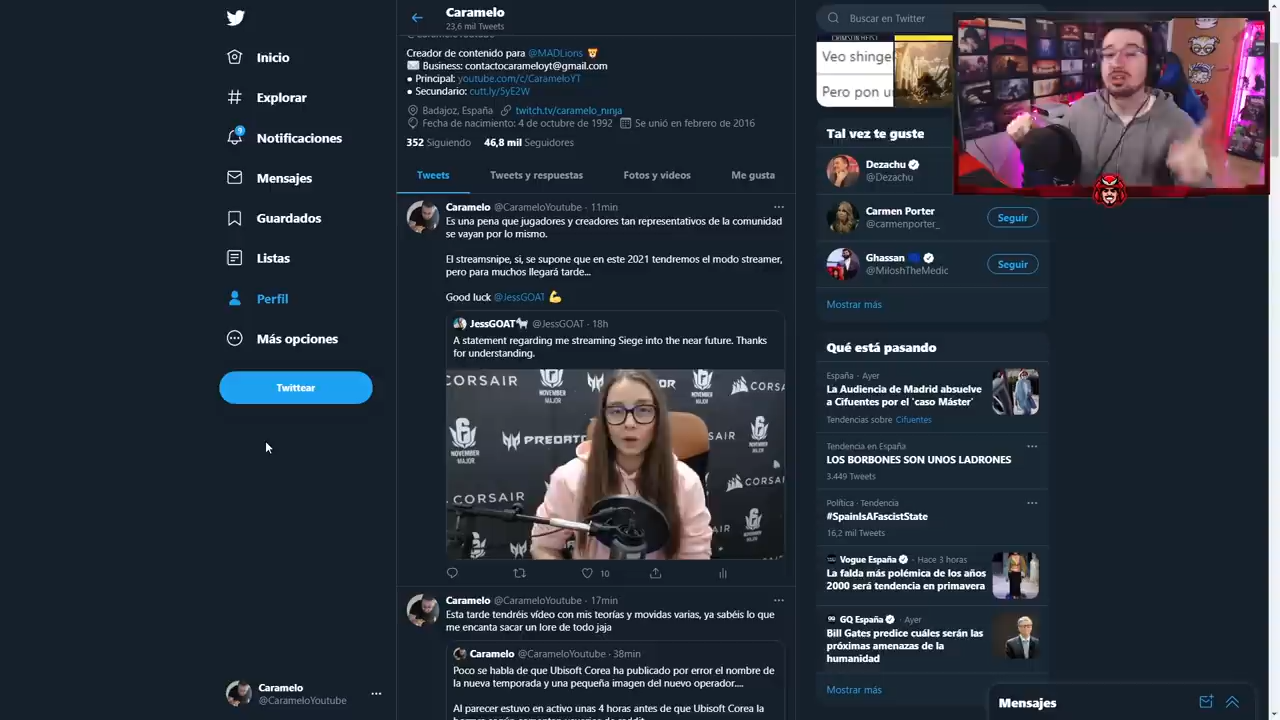 Inicio
Explorar
9
Notificaciones
Mensajes
Guardados
Listas
Perfil
Más opciones
Twittear
Caramelo
@CarameloYoutube
Caramelo
23,6 mil Tweets
Creador de contenido para @MADLions
Business: contactocarameloyt@gmail.com
● Principal: youtube.com/c/CarameloYT
● Secundario: cutt.ly/5yE2W
Badajoz, España twitch.tv/caramelo_ninja
Fecha de nacimiento: 4 de octubre de 1992 Se unió en febrero de 2016
352 Siguiendo 46,8 mil Seguidores
Tweets Tweets y respuestas Fotos y vídeos Me gusta
Caramelo @CarameloYoutube · 11min
Es una pena que jugadores y creadores tan representativos de la comunidad
se vayan por lo mismo.
El streamsnipe, si, se supone que en este 2021 tendremos el modo streamer,
pero para muchos llegará tarde...
Good luck @JessGOAT
JessGOAT @JessGOAT · 18h
A statement regarding me streaming Siege into the near future. Thanks
for understanding.
CORSAIR
NOVEMBER
MAJOR
PREDATOR
10
Caramelo @CarameloYoutube · 17min
Esta tarde tendréis vídeo con mis teorías y movidas varias, ya sabéis lo que
me encanta sacar un lore de todo jaja
Caramelo @CarameloYoutube · 38min
Poco se habla de que Ubisoft Corea ha publicado por error el nombre de
la nueva temporada y una pequeña imagen del nuevo operador....
Al parecer estuvo en activo unas 4 horas antes de que Ubisoft Corea la
Buscar en Twitter
Veo shinge
Pero pon u
Tal vez te guste
Dezachu
@Dezachu
Carmen Porter
@carmenporter_
Seguir
Ghassan
@MiloshTheMedic
Seguir
Mostrar más
Qué está pasando
España · Ayer
La Audiencia de Madrid absuelve
a Cifuentes por el 'caso Máster'
Tendencias sobre Cifuentes
Tendencia en España
LOS BORBONES SON UNOS LADRONES
3.449 Tweets
Política · Tendencia
#SpainIsAFascistState
16,2 mil Tweets
Vogue España · Hace 3 horas
La falda más polémica de los años
2000 será tendencia en primavera
GQ España · Ayer
Bill Gates predice cuáles serán las
próximas amenazas de la
humanidad
Mostrar más
Mensajes